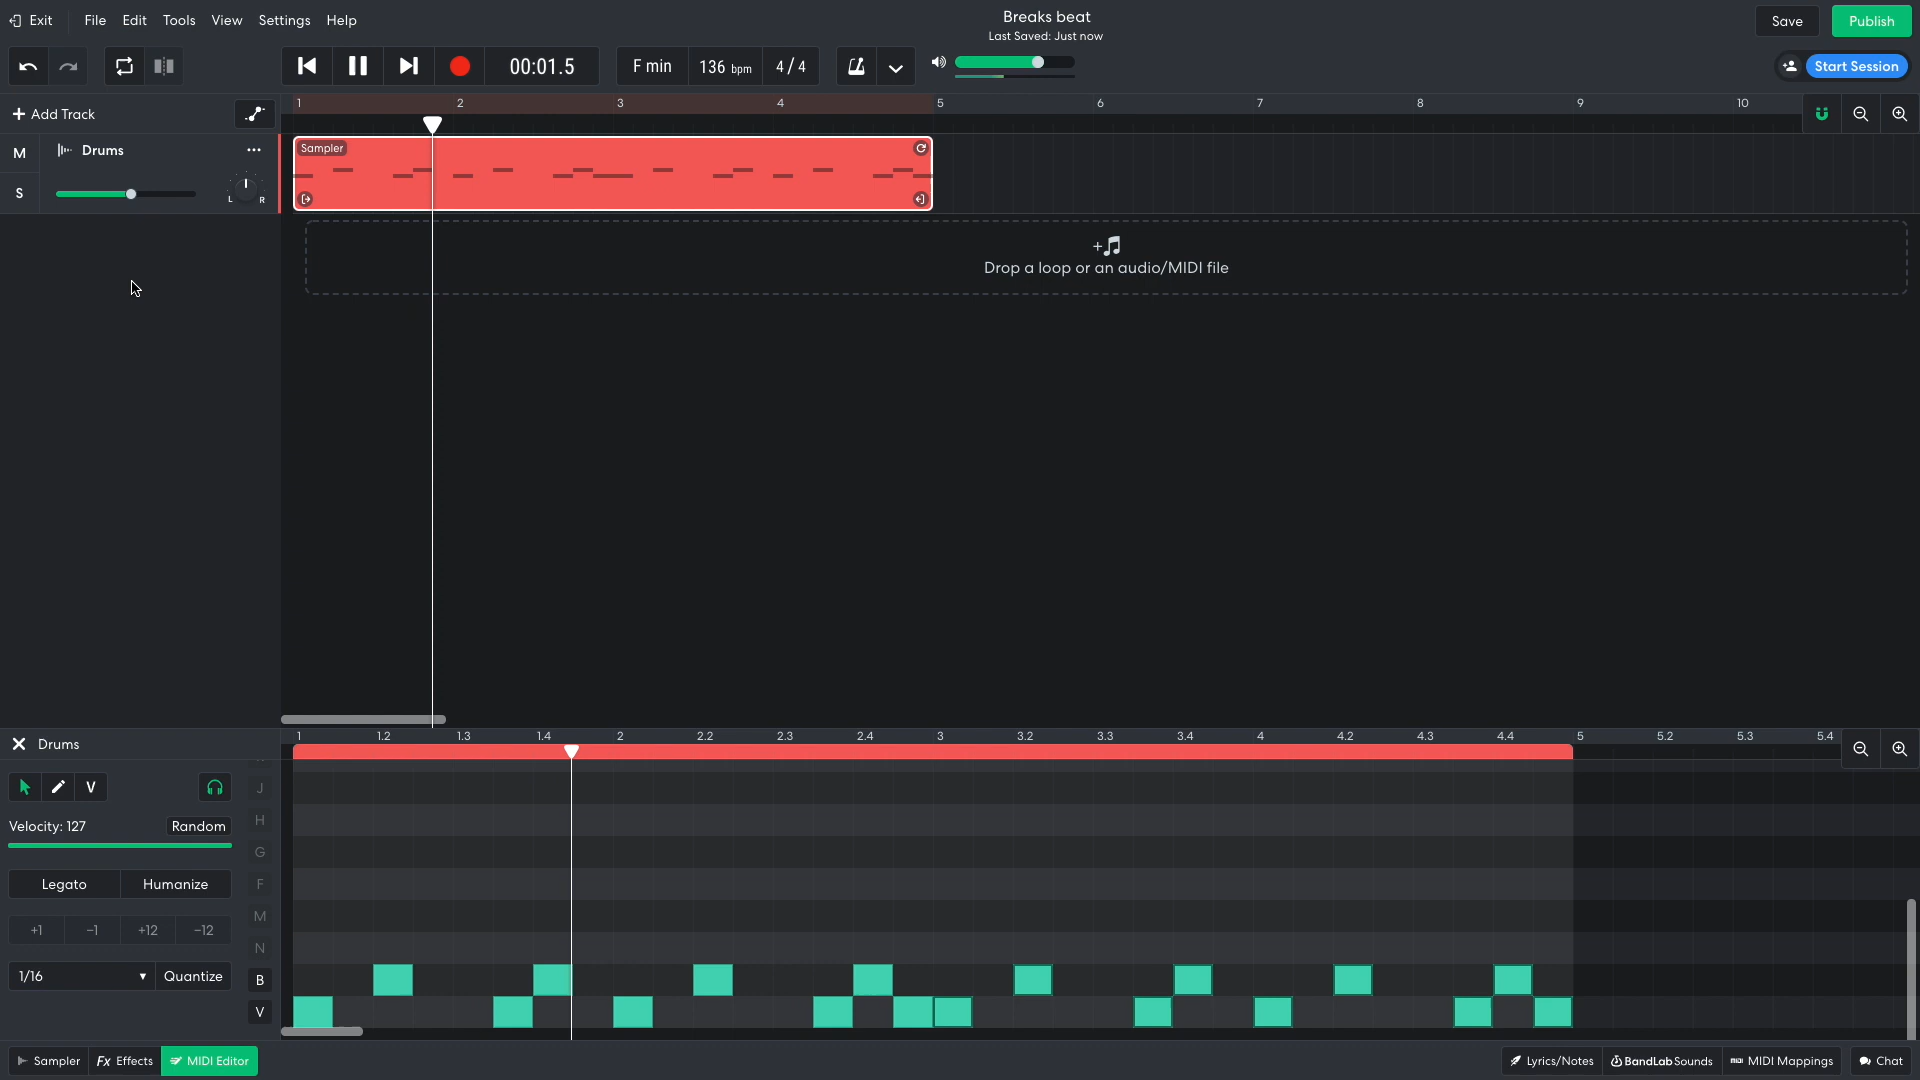 Exit File Edit Tools View Settings Help
Breaks beat
Last Saved: Just now
Save Publish
00:01.5 F min 136 bpm 4/4
Start Session
+ Add Track
1 2 3 4 5 6 7 8 9 10
M Drums
S L R
Sampler
Drop a loop or an audio/MIDI file
Drums
1 1.2 1.3 1.4 2 2.2 2.3 2.4 3 3.2 3.3 3.4 4 4.2 4.3 4.4 5 5.2 5.3 5.4
V
J
H
Velocity: 127 Random
G
Legato Humanize F
M
+1 -1 +12 -12
N
1/16 Quantize B
V
Sampler Fx Effects MIDI Editor
Lyrics/Notes BandLab Sounds MIDI Mappings Chat